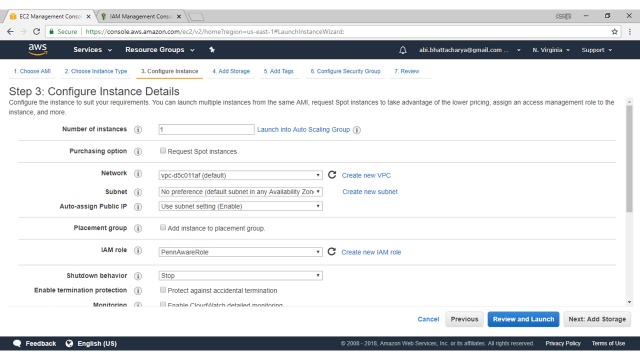 EC2 Management Consol
IAM Management Conso
Secure https://console.aws.amazon.com/ec2/v2/home?region=us-east-1#LaunchInstanceWizard:
aws Services Resource Groups abi.bhattacharya@gmail.com ... N. Virginia Support
1. Choose AMI 2. Choose Instance Type 3. Configure Instance 4. Add Storage 5. Add Tags 6. Configure Security Group 7. Review
Step 3: Configure Instance Details
Configure the instance to suit your requirements. You can launch multiple instances from the same AMI, request Spot instances to take advantage of the lower pricing, assign an access management role to the
instance, and more.
Number of instances 1 Launch into Auto Scaling Group
Purchasing option Request Spot instances
Network vpc-d5c011af (default) Create new VPC
Subnet No preference (default subnet in any Availability Zon Create new subnet
Auto-assign Public IP Use subnet setting (Enable)
Placement group Add instance to placement group.
IAM role PennAwareRole Create new IAM role
Shutdown behavior Stop
Enable termination protection Protect against accidental termination
Monitoring Enable CloudWatch detailed monitoring
Cancel Previous Review and Launch Next: Add Storage
Feedback English (US) © 2008 - 2018, Amazon Web Services, Inc. or its affiliates. All rights reserved. Privacy Policy Terms of Use